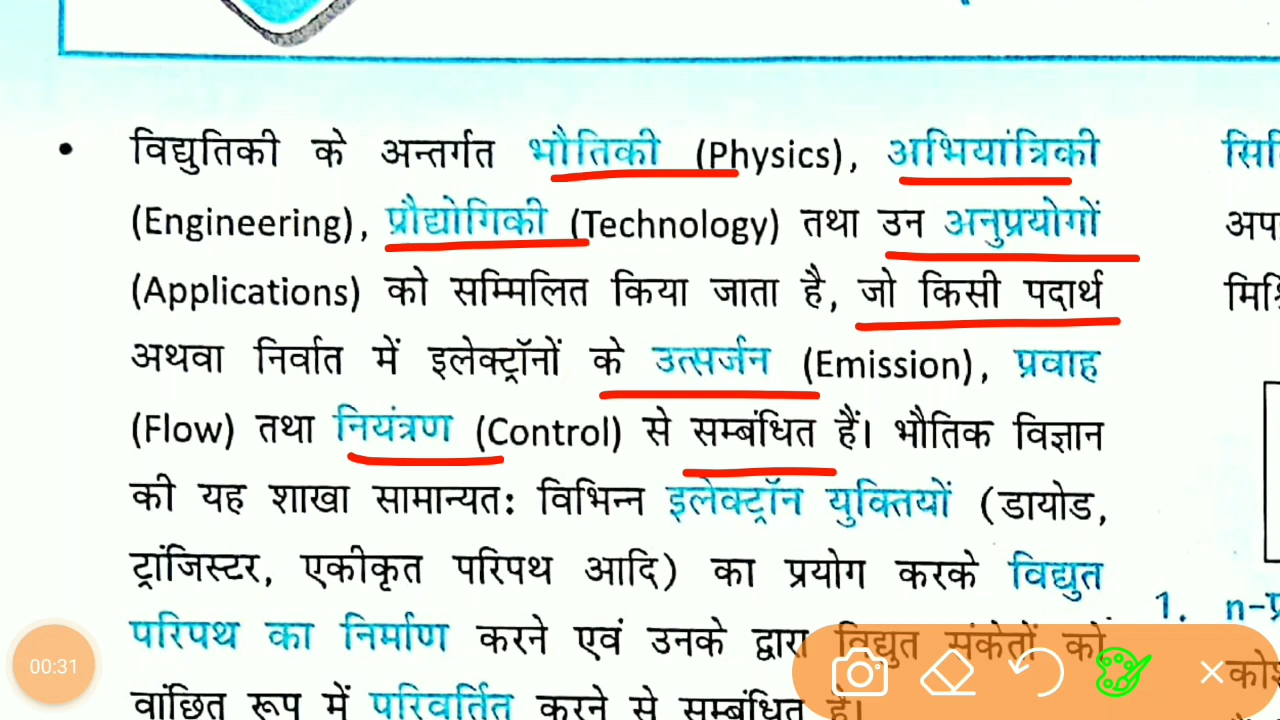 • विद्युतिकी के अन्तर्गत भौतिकी (Physics), अभियांत्रिकी
(Engineering), प्रौद्योगिकी (Technology) तथा उन अनुप्रयोगों
(Applications) को सम्मिलित किया जाता है, जो किसी पदार्थ
अथवा निर्वात में इलेक्ट्रॉनों के उत्सर्जन (Emission), प्रवाह
(Flow) तथा नियंत्रण (Control) से सम्बंधित हैं। भौतिक विज्ञान
की यह शाखा सामान्यतः विभिन्न इलेक्ट्रॉन युक्तियों (डायोड,
ट्रांजिस्टर, एकीकृत परिपथ आदि) का प्रयोग करके विद्युत
परिपथ का निर्माण करने एवं उनके द्वारा विद्युत संकेतों को
वांछित रूप में परिवर्तित करने से सम्बंधित है।
1.
00:31